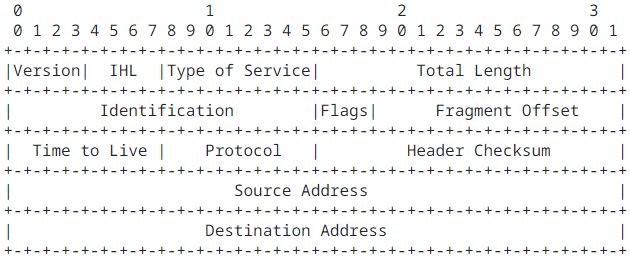 0                   1                   2                   3
0 1 2 3 4 5 6 7 8 9 0 1 2 3 4 5 6 7 8 9 0 1 2 3 4 5 6 7 8 9 0 1
+-+-+-+-+-+-+-+-+-+-+-+-+-+-+-+-+-+-+-+-+-+-+-+-+-+-+-+-+-+-+-+-+
|Version|  IHL  |Type of Service|          Total Length         |
+-+-+-+-+-+-+-+-+-+-+-+-+-+-+-+-+-+-+-+-+-+-+-+-+-+-+-+-+-+-+-+-+
|         Identification        |Flags|      Fragment Offset    |
+-+-+-+-+-+-+-+-+-+-+-+-+-+-+-+-+-+-+-+-+-+-+-+-+-+-+-+-+-+-+-+-+
|  Time to Live |    Protocol   |         Header Checksum       |
+-+-+-+-+-+-+-+-+-+-+-+-+-+-+-+-+-+-+-+-+-+-+-+-+-+-+-+-+-+-+-+-+
|                       Source Address                          |
+-+-+-+-+-+-+-+-+-+-+-+-+-+-+-+-+-+-+-+-+-+-+-+-+-+-+-+-+-+-+-+-+
|                    Destination Address                        |
+-+-+-+-+-+-+-+-+-+-+-+-+-+-+-+-+-+-+-+-+-+-+-+-+-+-+-+-+-+-+-+-+